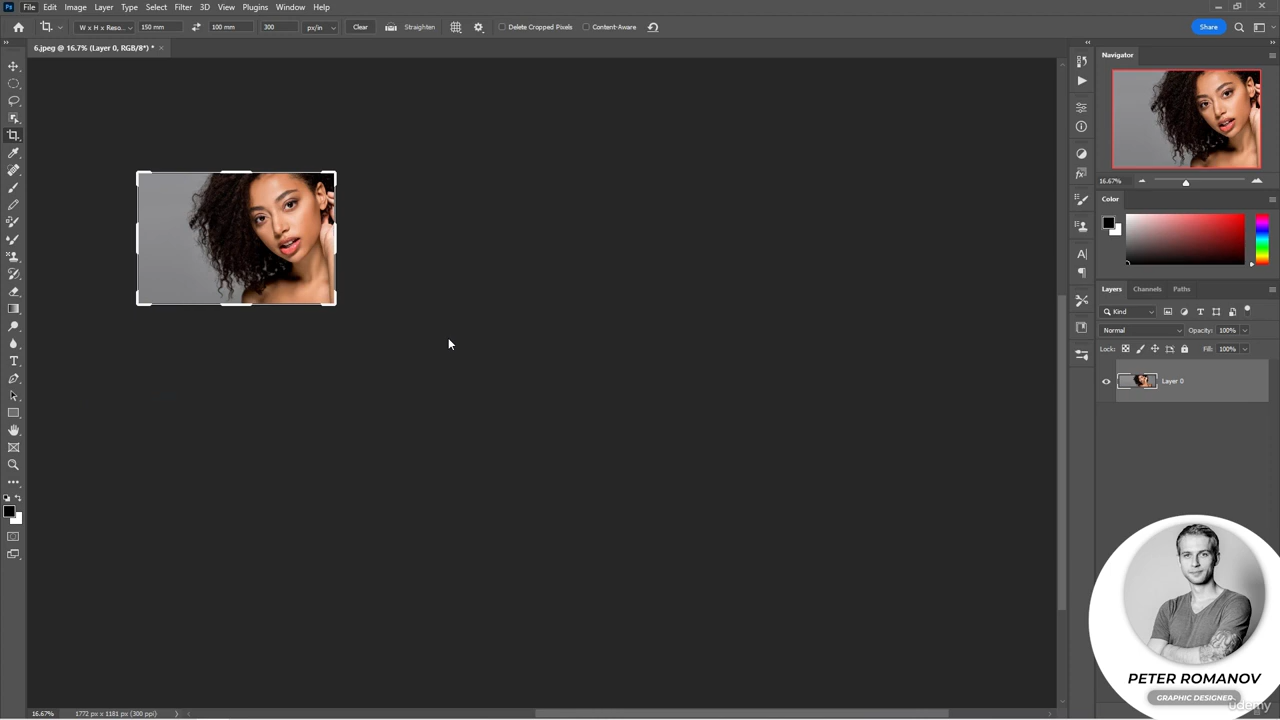 Ps File Edit Image Layer Type Select Filter 3D View Plugins Window Help
W x H x Reso... 150 mm 100 mm 300 px/in Clear Straighten Delete Cropped Pixels Content-Aware Share
6.jpeg @ 16.7% (Layer 0, RGB/8*) *
Navigator
16.67%
Color
Layers Channels Paths
Kind
Normal Opacity: 100%
Lock: Fill: 100%
Layer 0
PETER ROMANOV
GRAPHIC DESIGNER
udemy
16.67% 1772 px x 1181 px (300 ppi)